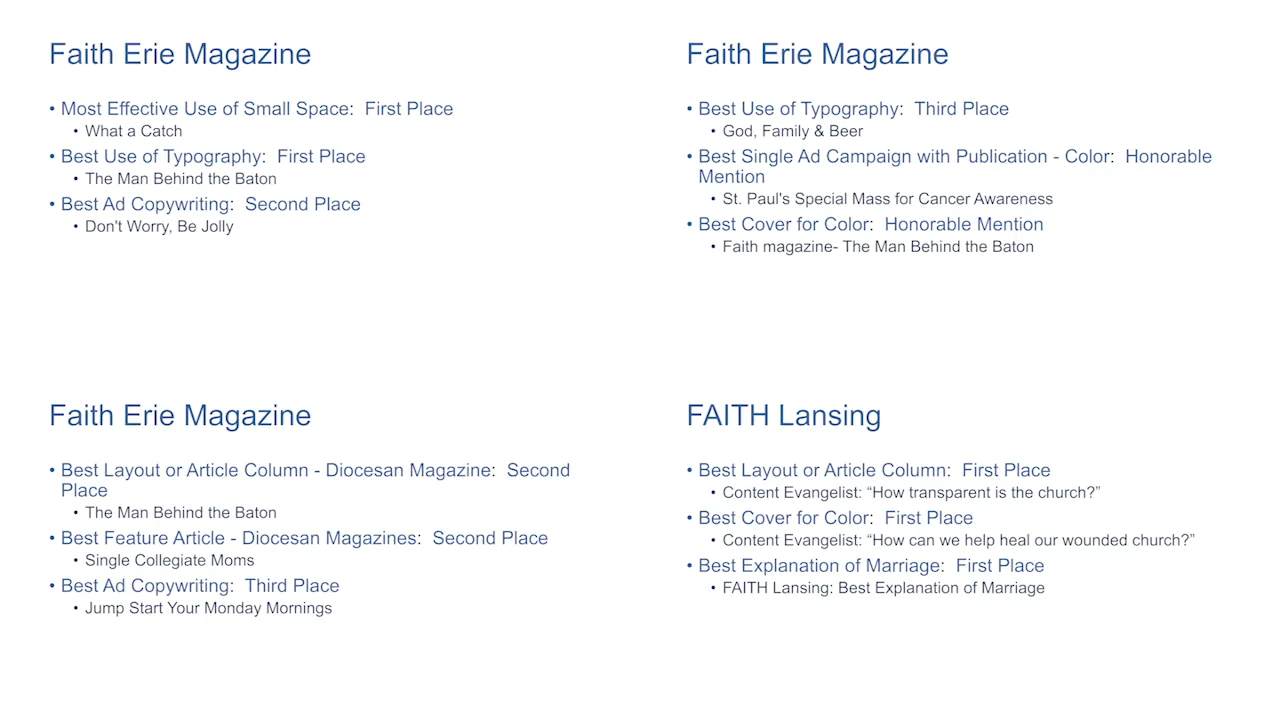 Faith Erie Magazine
• Most Effective Use of Small Space:  First Place
• What a Catch
• Best Use of Typography:  First Place
• The Man Behind the Baton
• Best Ad Copywriting:  Second Place
• Don't Worry, Be Jolly
Faith Erie Magazine
• Best Use of Typography:  Third Place
• God, Family & Beer
• Best Single Ad Campaign with Publication - Color:  Honorable
Mention
• St. Paul's Special Mass for Cancer Awareness
• Best Cover for Color:  Honorable Mention
• Faith magazine- The Man Behind the Baton
Faith Erie Magazine
• Best Layout or Article Column - Diocesan Magazine:  Second
Place
• The Man Behind the Baton
• Best Feature Article - Diocesan Magazines:  Second Place
• Single Collegiate Moms
• Best Ad Copywriting:  Third Place
• Jump Start Your Monday Mornings
FAITH Lansing
• Best Layout or Article Column:  First Place
• Content Evangelist: “How transparent is the church?”
• Best Cover for Color:  First Place
• Content Evangelist: “How can we help heal our wounded church?”
• Best Explanation of Marriage:  First Place
• FAITH Lansing: Best Explanation of Marriage